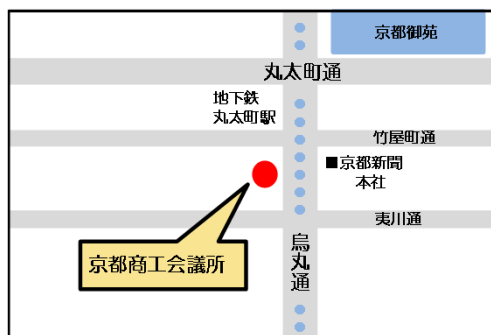 京都御苑
丸太町通
地下鉄
丸太町駅
竹屋町通
■京都新聞
本社
夷川通
京都商工会議所
烏丸通